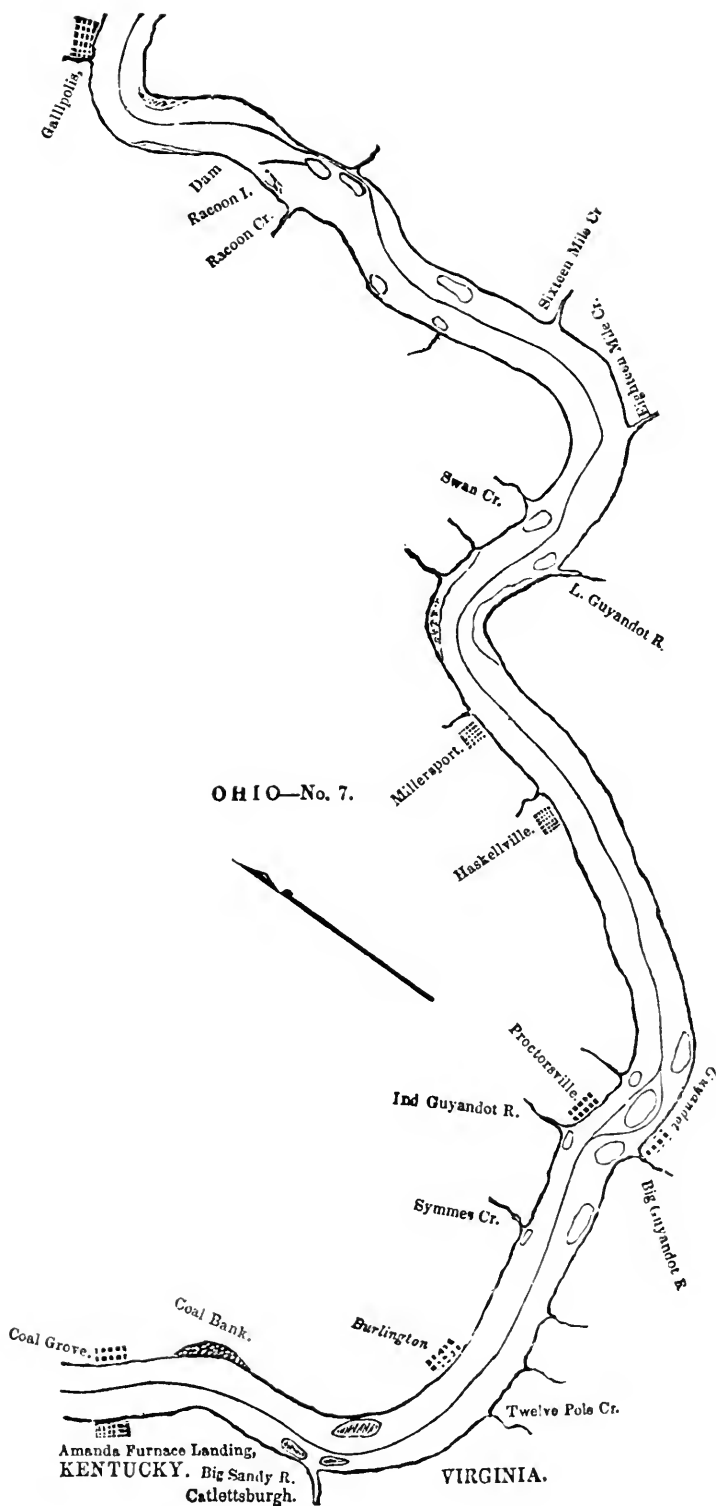 Gallipolis,
Dam
Racoon I.
Racoon Cr.
Sixteen Mile Cr
Eighteen Mile Cr.
Swan Cr.
L. Guyandot R.
Millersport.
OHIO—No. 7.
Haskellville.
Proctorsville.
Guyandot
Ind Guyandot R.
Big Guyandot R
Symmes Cr.
Coal Bank.
Burlington
Coal Grove.
Twelve Pole Cr.
Amanda Furnace Landing,
KENTUCKY. Big Sandy R. VIRGINIA.
Catlettsburgh.